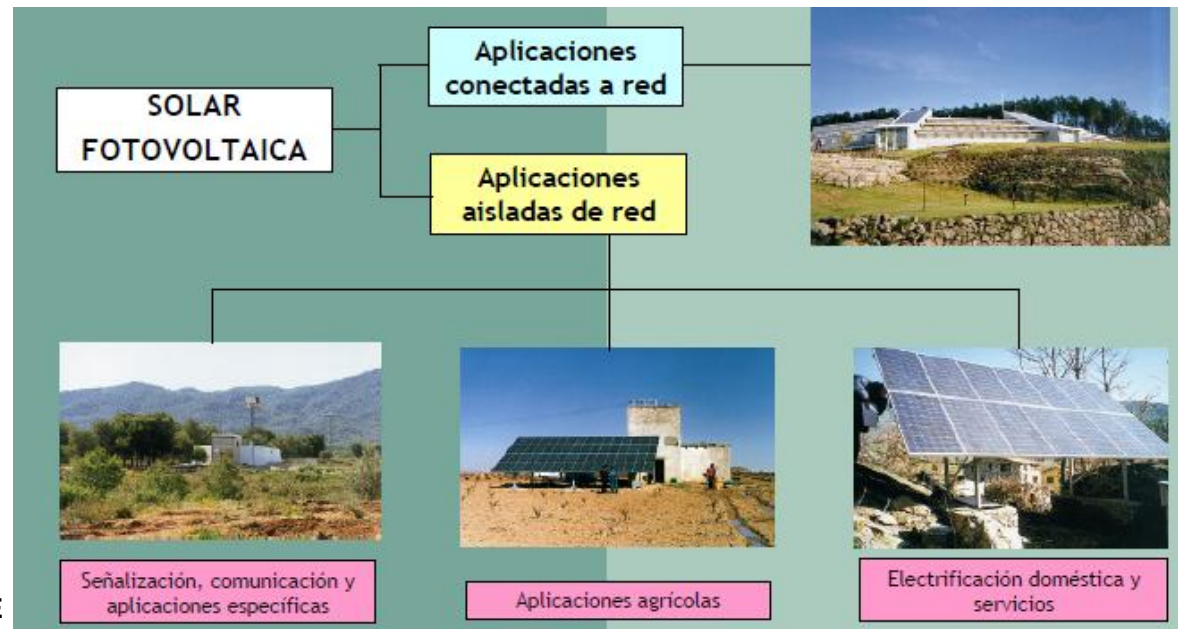 Aplicaciones
conectadas a red
SOLAR
FOTOVOLTAICA
Aplicaciones
aisladas de red
Señalización, comunicación y
aplicaciones específicas
Aplicaciones agrícolas
Electrificación doméstica y
servicios